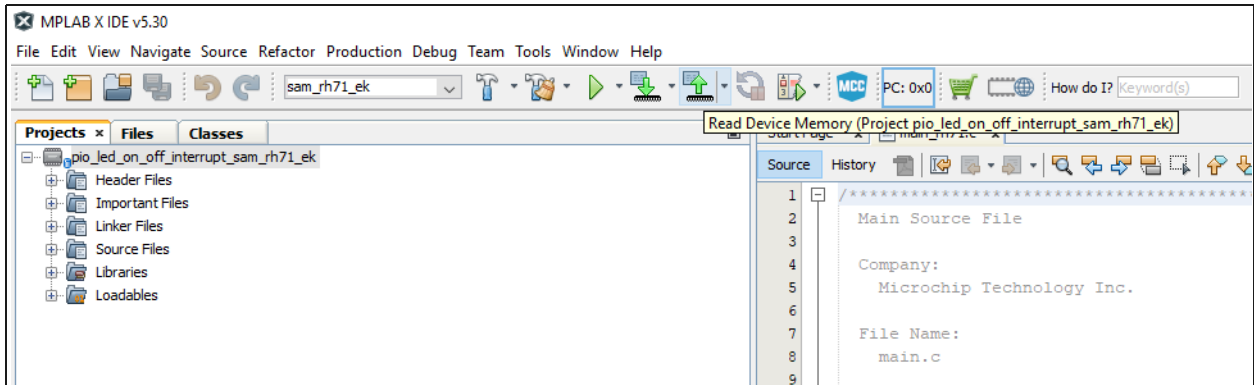 MPLAB X IDE v5.30
File Edit View Navigate Source Refactor Production Debug Team Tools Window Help
sam_rh71_ek MCC PC: 0x0 How do I? Keyword(s)
Read Device Memory (Project pio_led_on_off_interrupt_sam_rh71_ek)
Projects x Files Classes
Start Page x main_rh71.c x
pio_led_on_off_interrupt_sam_rh71_ek
Header Files
Important Files
Linker Files
Source Files
Libraries
Loadables
Source History
1 /******************************************
2 Main Source File
3
4 Company:
5 Microchip Technology Inc.
6
7 File Name:
8 main.c
9